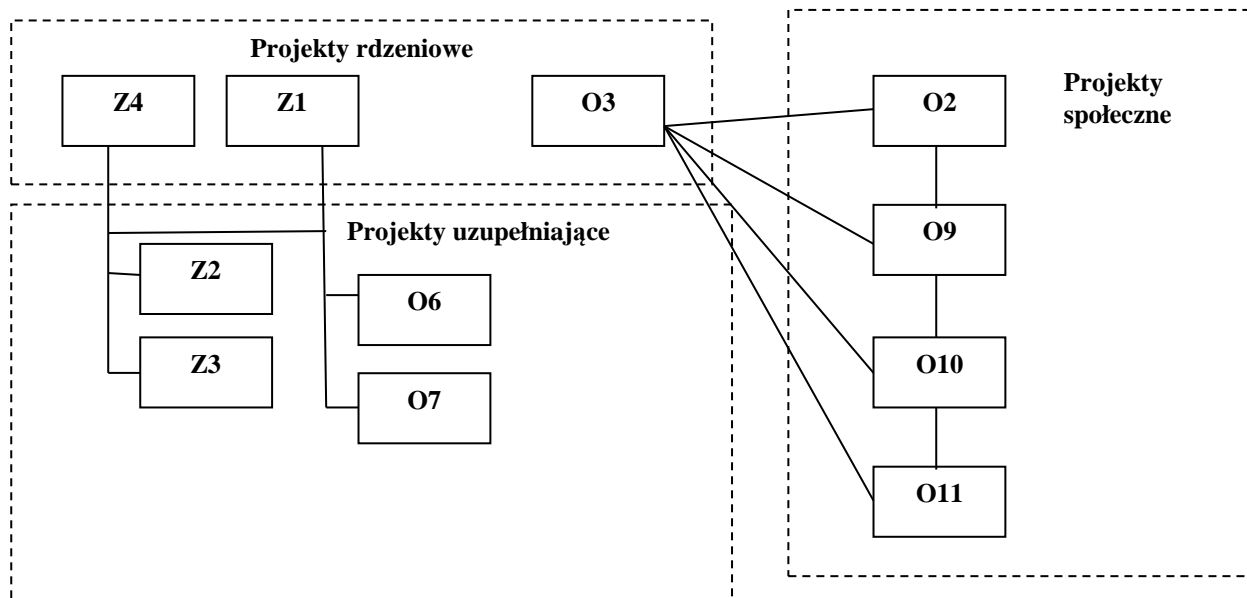 Projekty rdzeniowe
Z4
Z1
O3
Projekty uzupełniające
Z2
Z3
O6
O7
Projekty
społeczne
O2
O9
O10
O11